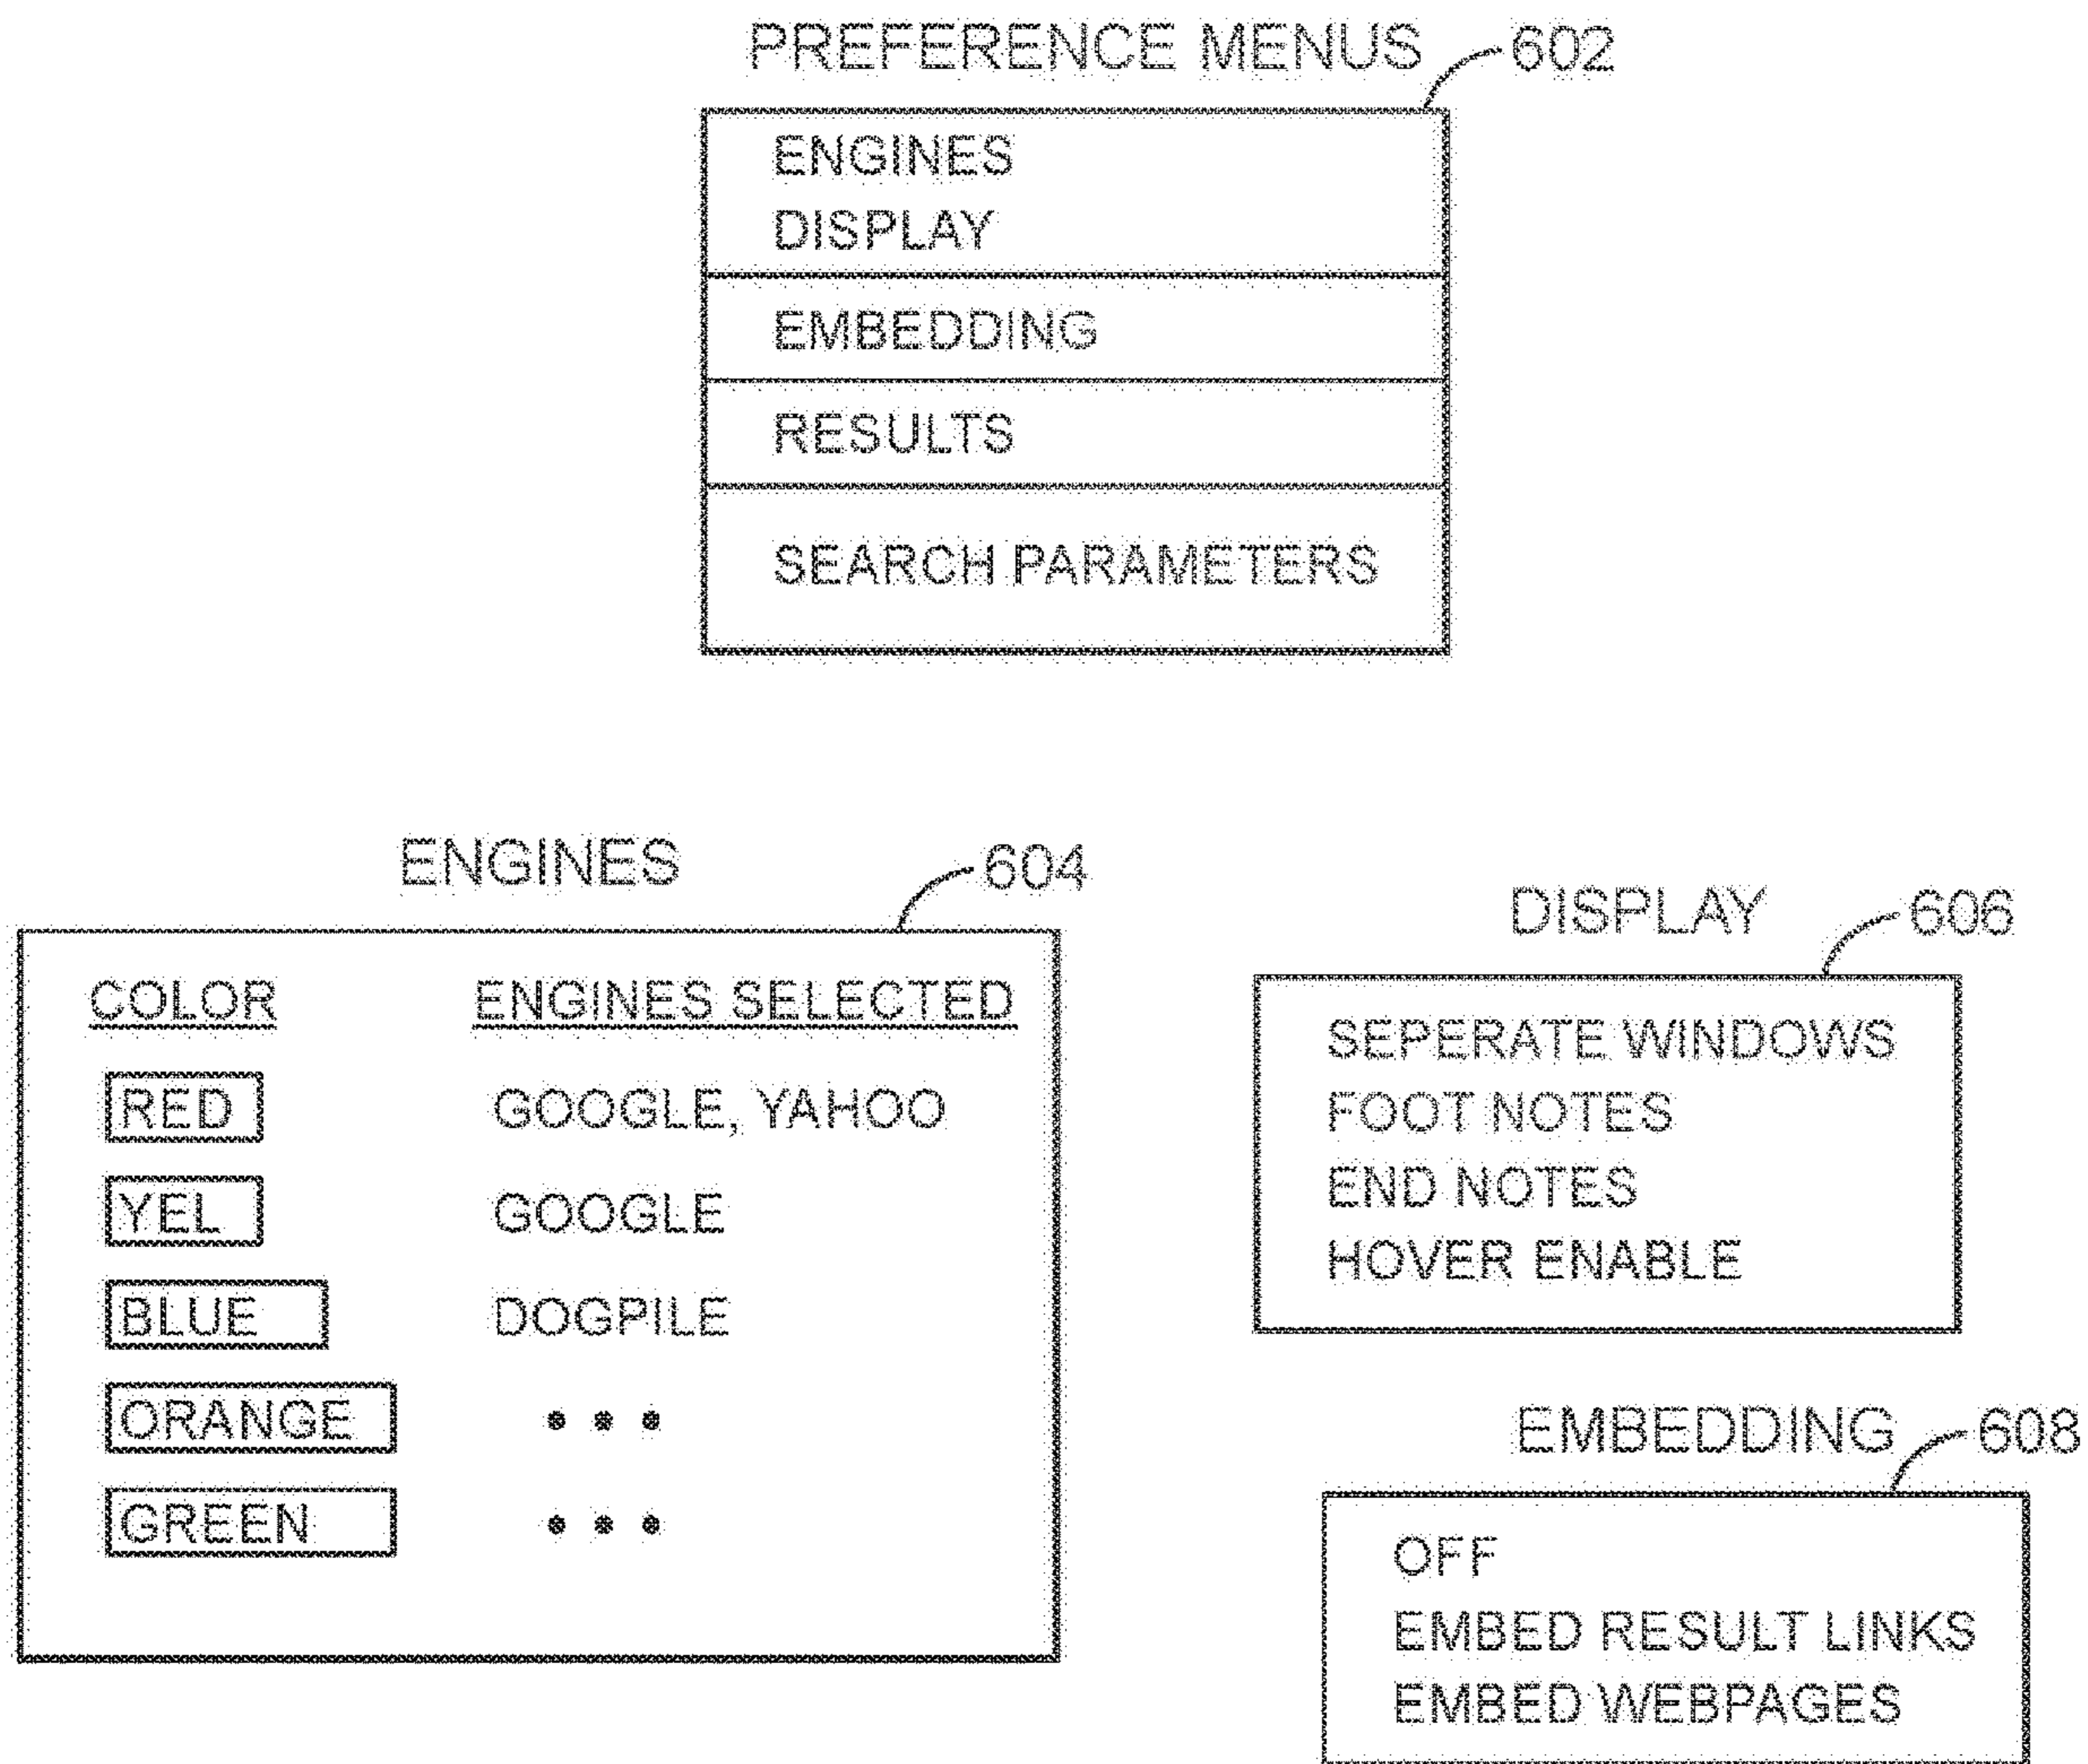 PREFERENCE MENUS 602
ENGINES
DISPLAY
EMBEDDING
RESULTS
SEARCH PARAMETERS
ENGINES 604
COLOR ENGINES SELECTED
RED GOOGLE, YAHOO
YEL GOOGLE
BLUE DOGPILE
ORANGE • • •
GREEN • • •
DISPLAY 606
SEPERATE WINDOWS
FOOT NOTES
END NOTES
HOVER ENABLE
EMBEDDING 608
OFF
EMBED RESULT LINKS
EMBED WEBPAGES